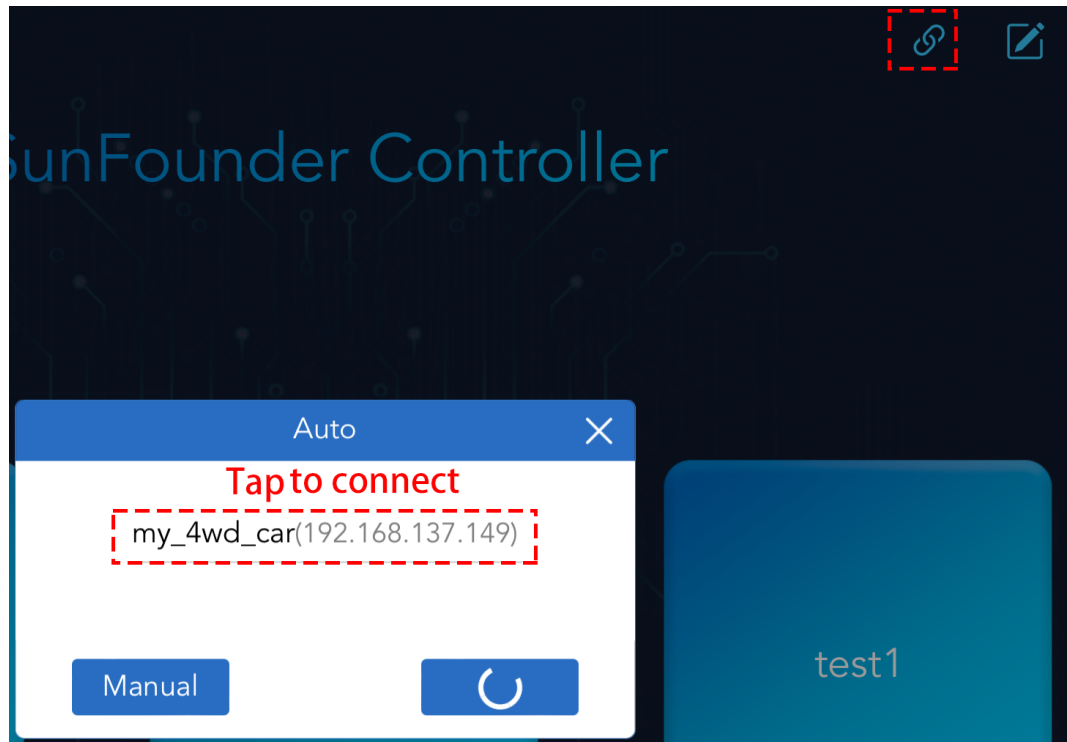 SunFounder Controller
Auto
Tap to connect
my_4wd_car(192.168.137.149)
Manual
test1